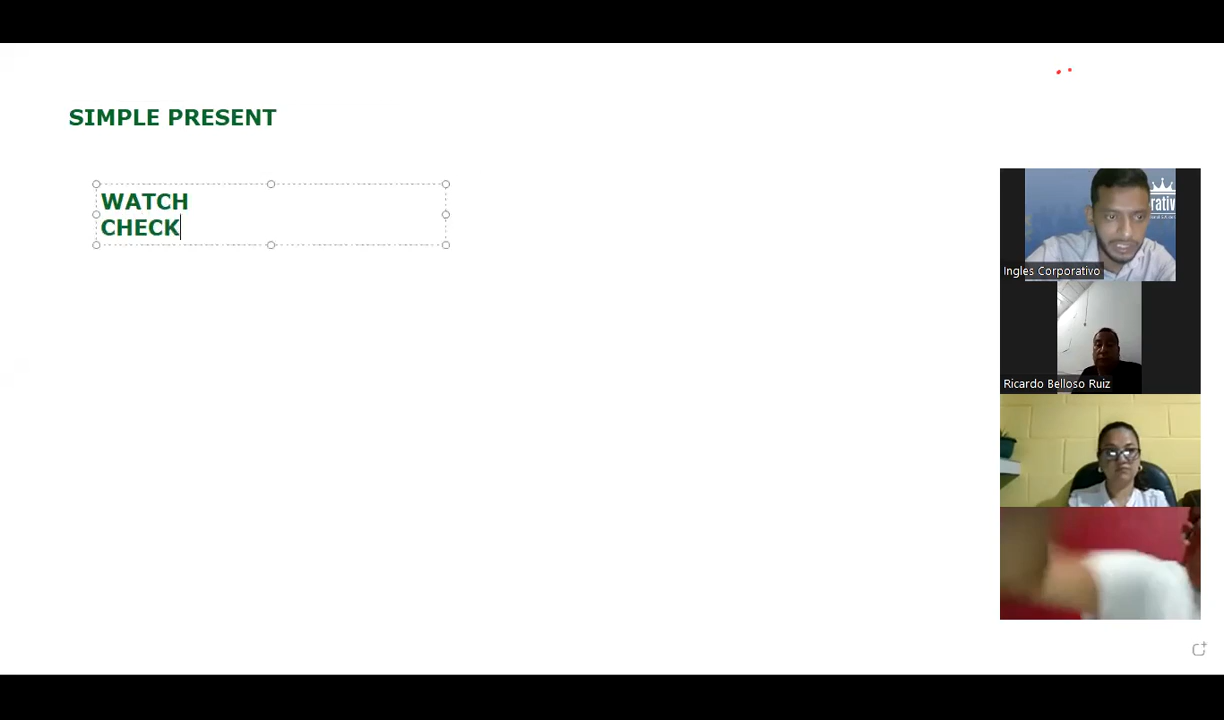 SIMPLE PRESENT
WATCH
CHECK
Ingles Corporativo
Ricardo Belloso Ruiz